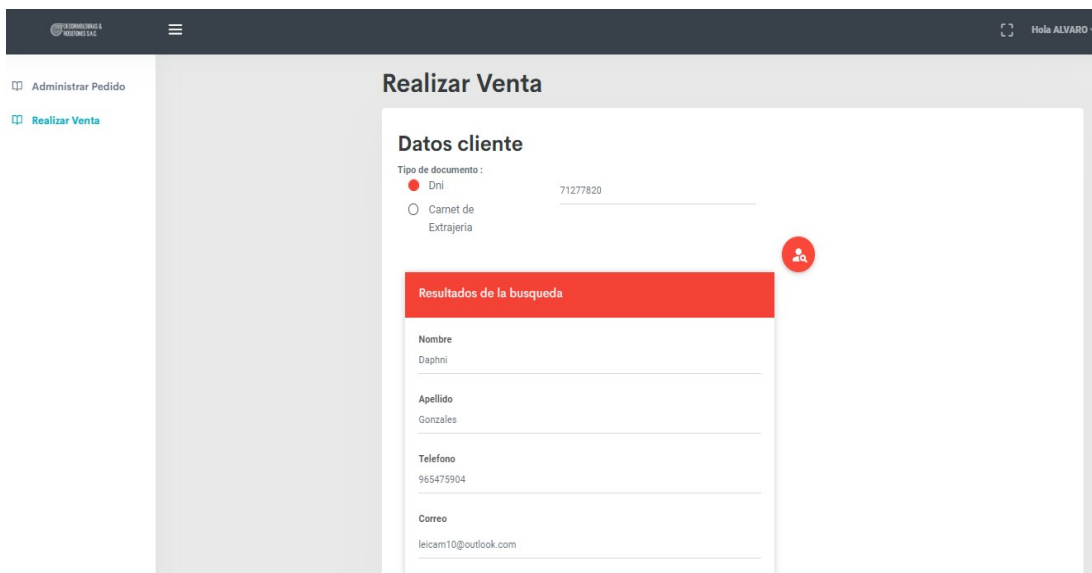 Hola ALVARO
Administrar Pedido
Realizar Venta
Realizar Venta
Datos cliente
Tipo de documento :
Dni
71277820
Carnet de
Extrajeria
Resultados de la busqueda
Nombre
Daphni
Apellido
Gonzales
Telefono
965475904
Correo
leicam10@outlook.com